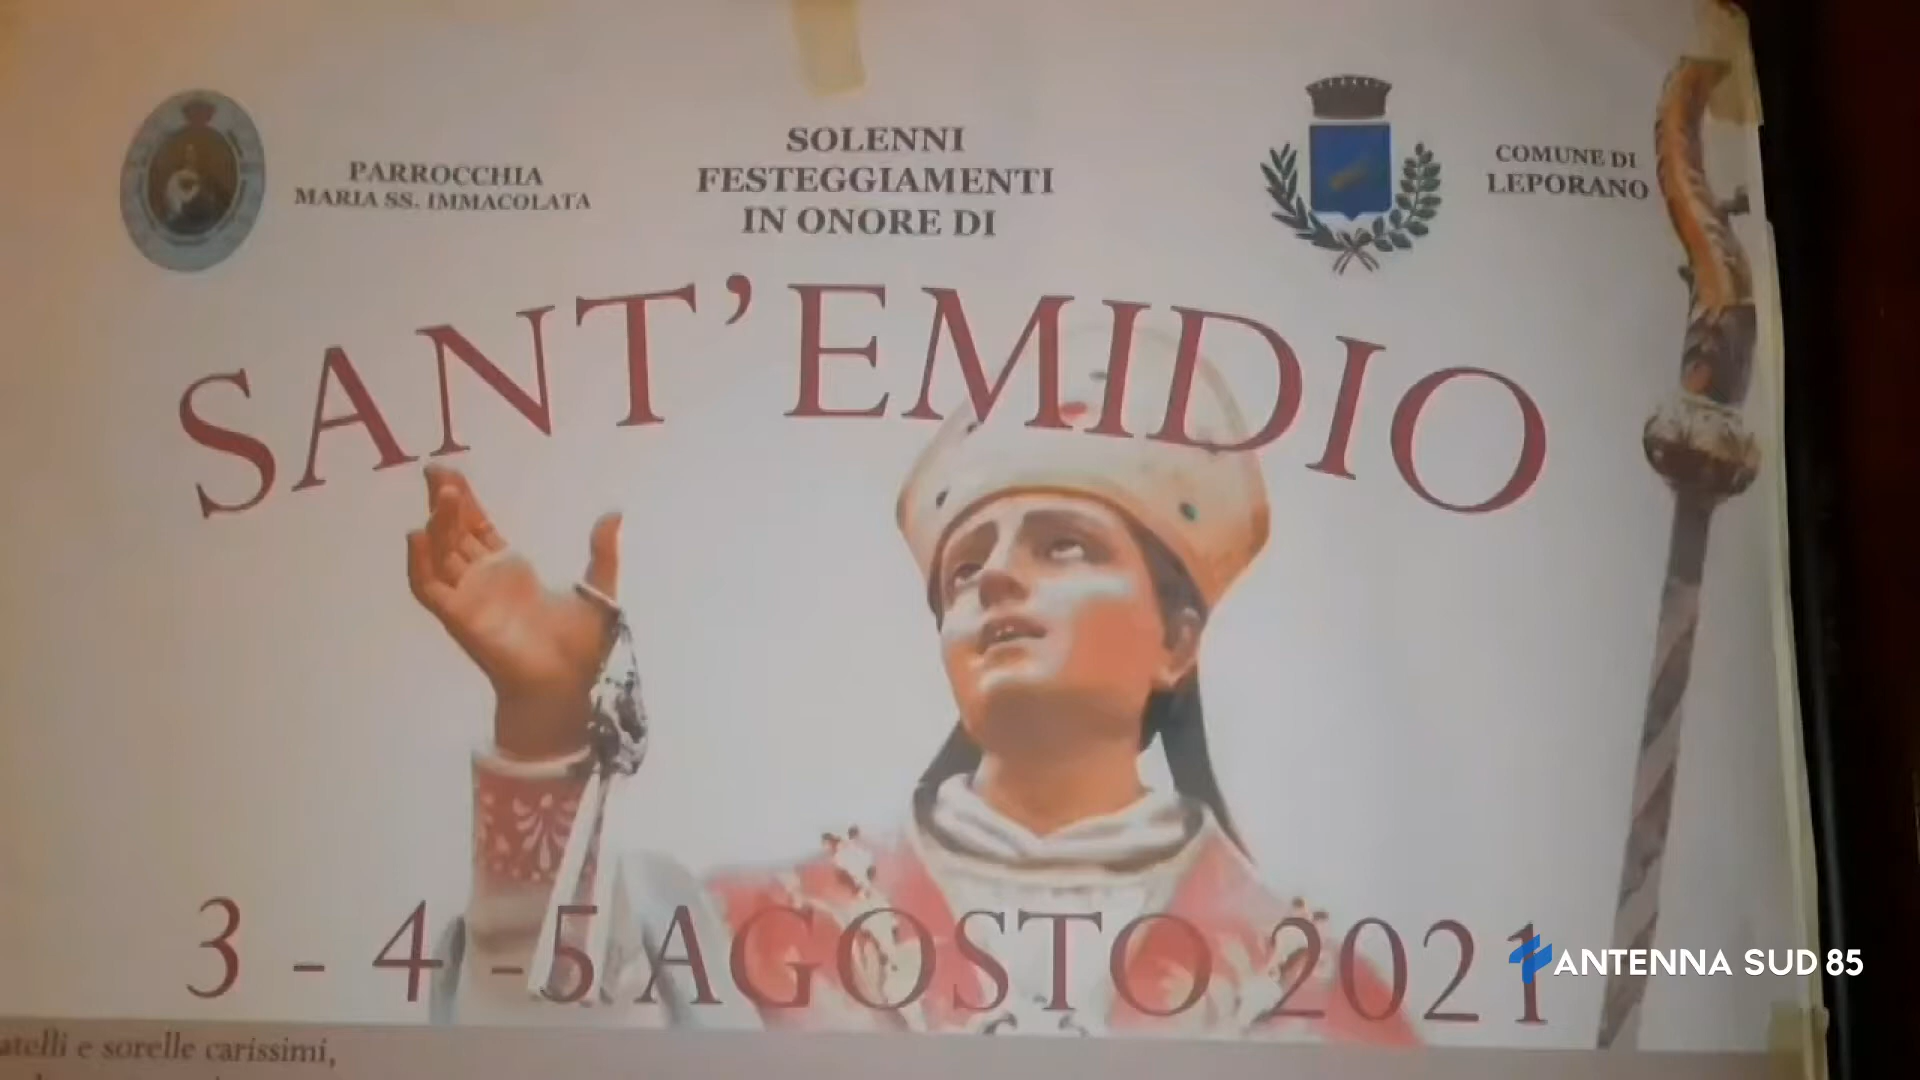 PARROCCHIA
MARIA SS. IMMACOLATA
SOLENNI
FESTEGGIAMENTI
IN ONORE DI
COMUNE DI
LEPORANO
SANT'EMIDIO
3 - 4 -5 AGOSTO 2021
ANTENNA SUD 85
e sorelle carissimi,